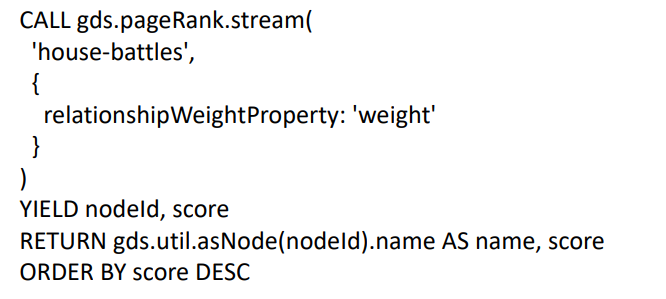 CALL gds.pageRank.stream(
'house-battles',
{
relationshipWeightProperty: 'weight'
}
)
YIELD nodeId, score
RETURN gds.util.asNode(nodeId).name AS name, score
ORDER BY score DESC